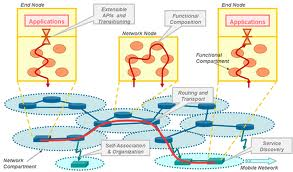 End Node
Applications
Extensible
APIs and
Transitioning
Network Node
Functional
Composition
End Node
Applications
Functional
Compartment
Routing and
Transport
Self-Association
& Organization
Service
Discovery
Network
Compartment
Mobile Network